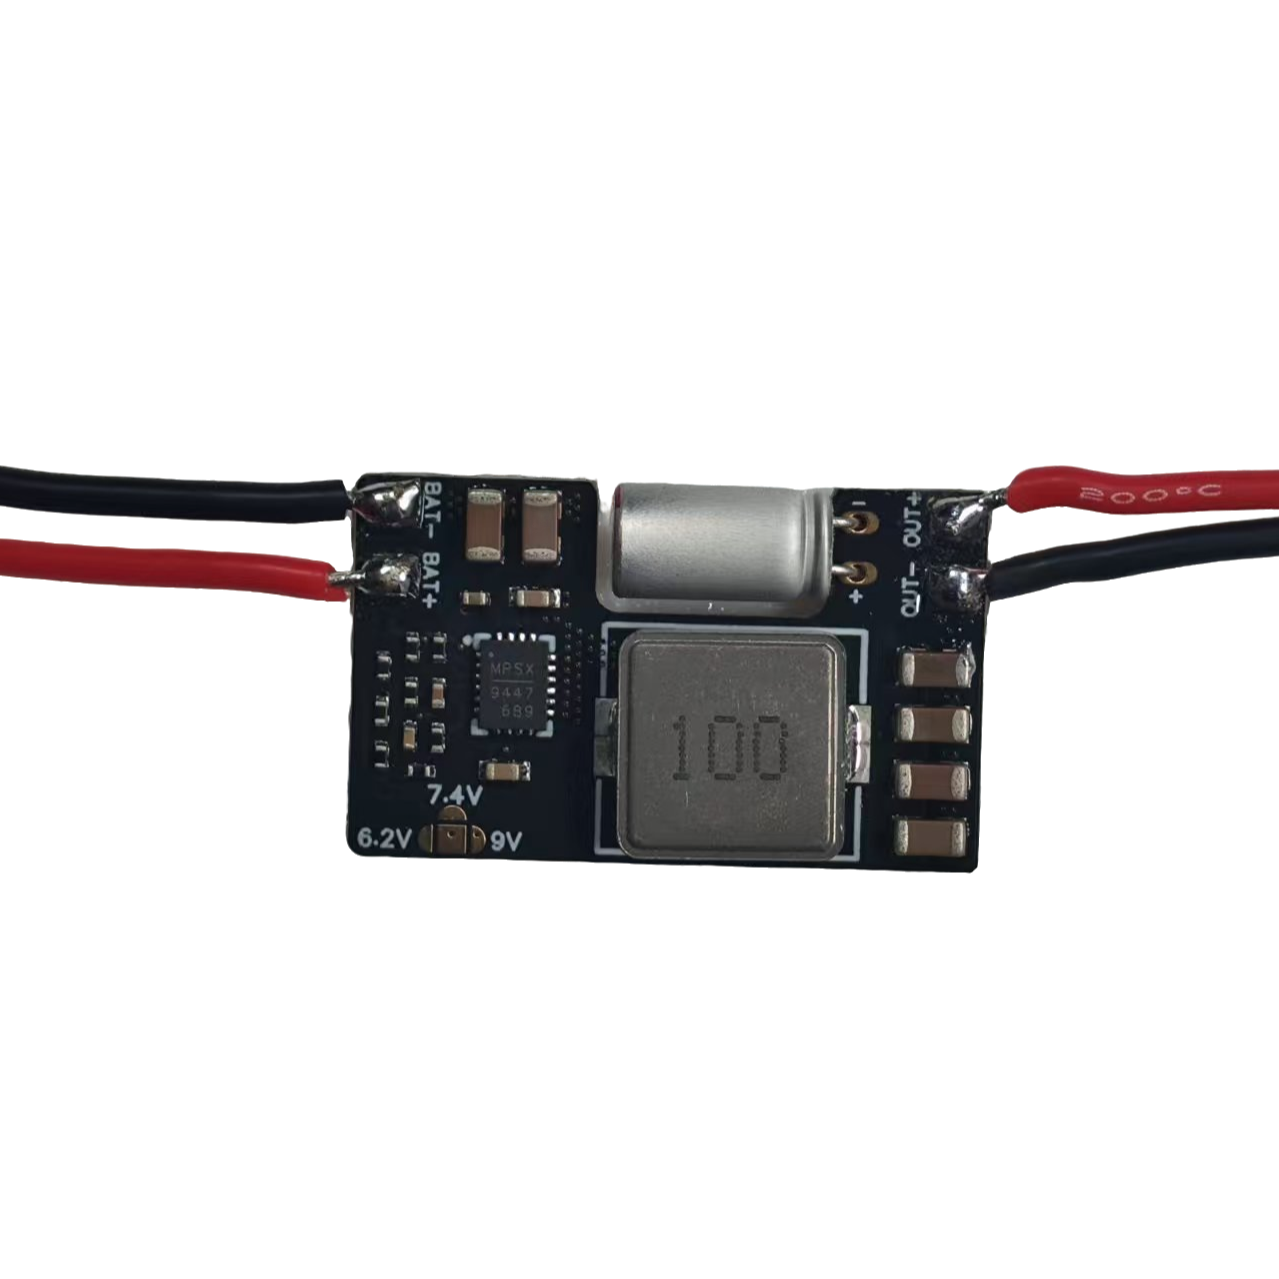 BAT-
BAT+
-
+
OUT+
OUT-
200°C
MPSX
9447
689
100
7.4V
6.2V
9V